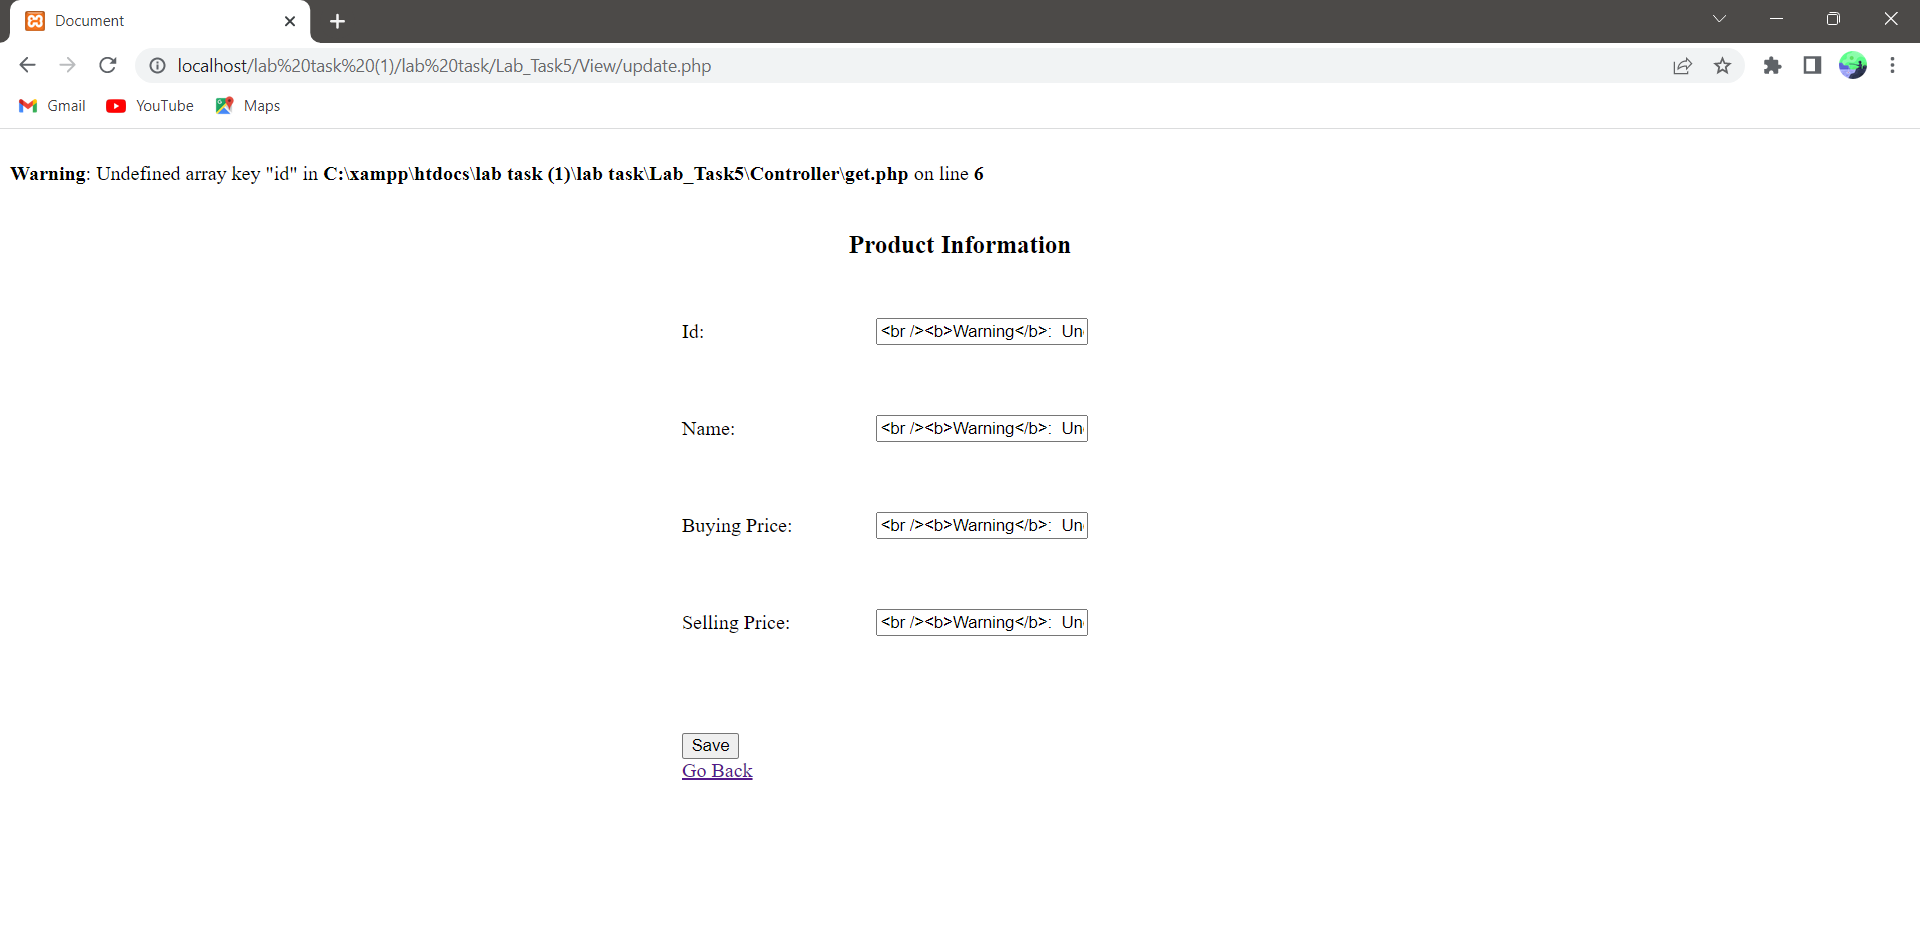 Document
localhost/lab%20task%20(1)/lab%20task/Lab_Task5/View/update.php
Gmail YouTube Maps
Warning: Undefined array key "id" in C:\xampp\htdocs\lab task (1)\lab task\Lab_Task5\Controller\get.php on line 6
Product Information
Id: <br /><b>Warning</b>:  Un
Name: <br /><b>Warning</b>:  Un
Buying Price: <br /><b>Warning</b>:  Un
Selling Price: <br /><b>Warning</b>:  Un
Save
Go Back